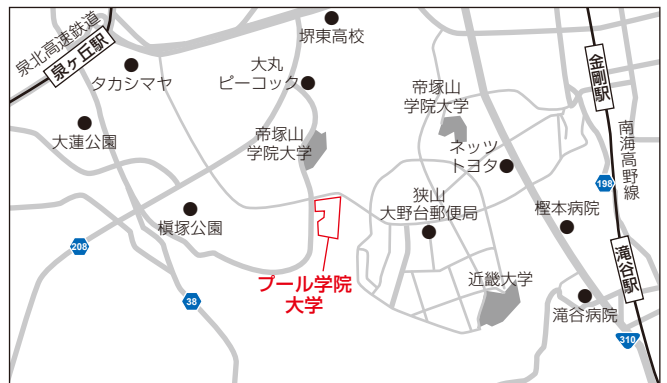 堺東高校
泉北高速鉄道
泉ヶ丘駅
タカシマヤ
大丸
ピーコック
帝塚山
学院大学
金剛駅
大蓮公園
帝塚山
学院大学
ネッツ
トヨタ
南海高野線
198
槇塚公園
狭山
大野台郵便局
樫本病院
208
プール学院
大学
近畿大学
滝谷駅
38
滝谷病院
310